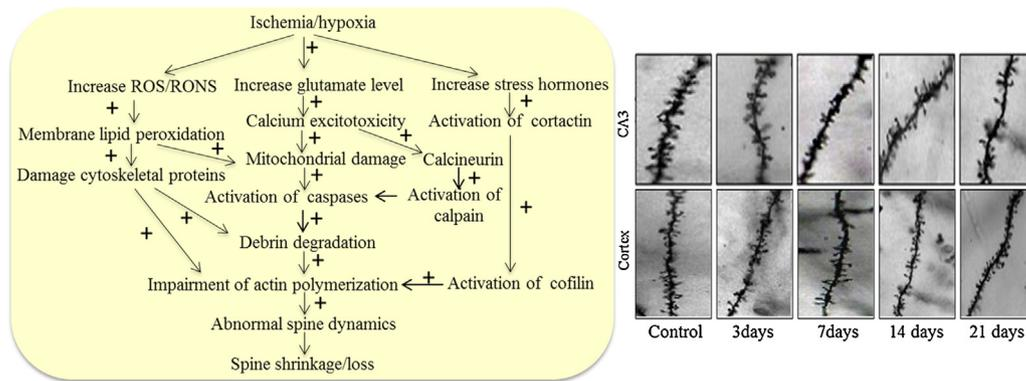 Ischemia/hypoxia
+
Increase ROS/RONS Increase glutamate level Increase stress hormones
+ + +
Membrane lipid peroxidation Calcium excitotoxicity Activation of cortactin
+ + + +
Damage cytoskeletal proteins Mitochondrial damage Calcineurin
+ +
Activation of caspases Activation of
calpain
+ + + +
Debrin degradation
+
Impairment of actin polymerization + Activation of cofilin
+
Abnormal spine dynamics
Spine shrinkage/loss
CA3
Cortex
Control 3days 7days 14 days 21 days